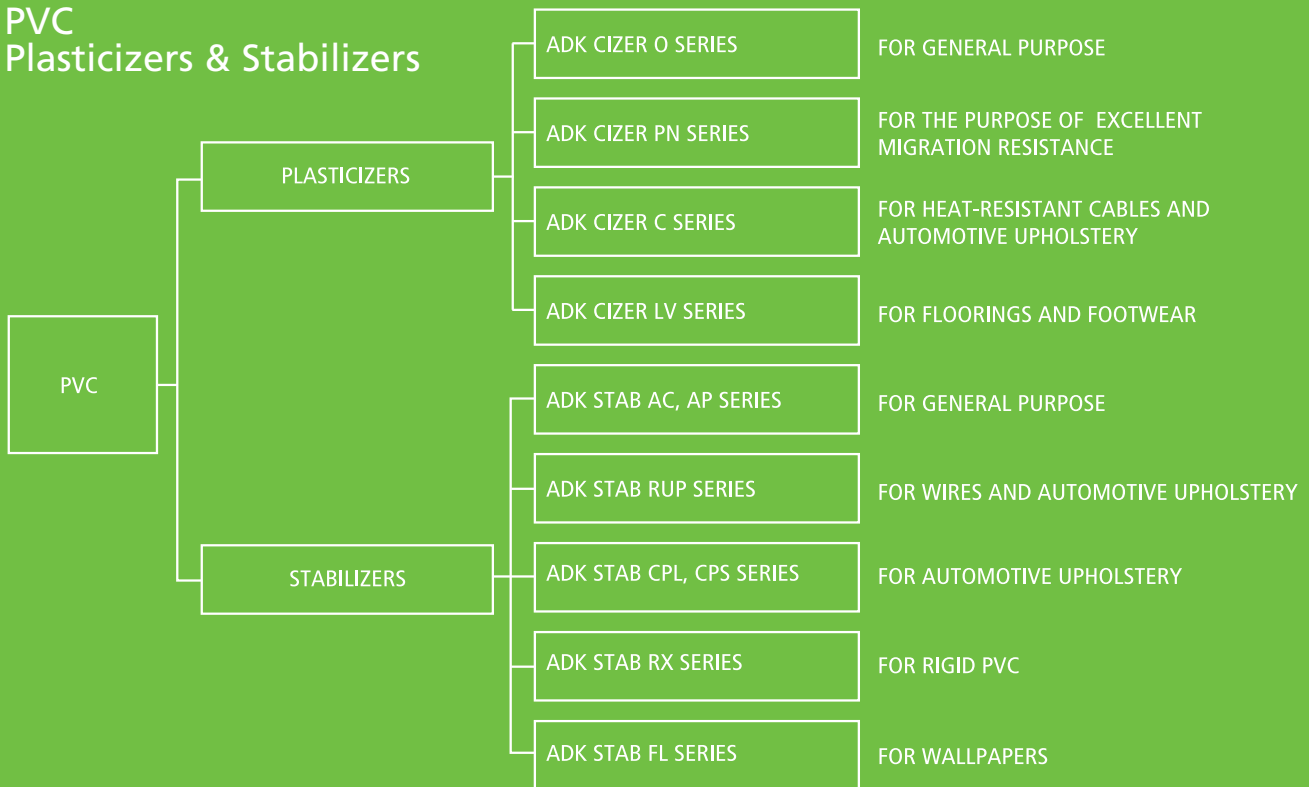 PVC
Plasticizers & Stabilizers
ADK CIZER O SERIES
FOR GENERAL PURPOSE
ADK CIZER PN SERIES
FOR THE PURPOSE OF EXCELLENT
MIGRATION RESISTANCE
PLASTICIZERS
ADK CIZER C SERIES
FOR HEAT-RESISTANT CABLES AND
AUTOMOTIVE UPHOLSTERY
ADK CIZER LV SERIES
FOR FLOORINGS AND FOOTWEAR
PVC
ADK STAB AC, AP SERIES
FOR GENERAL PURPOSE
ADK STAB RUP SERIES
FOR WIRES AND AUTOMOTIVE UPHOLSTERY
STABILIZERS
ADK STAB CPL, CPS SERIES
FOR AUTOMOTIVE UPHOLSTERY
ADK STAB RX SERIES
FOR RIGID PVC
ADK STAB FL SERIES
FOR WALLPAPERS